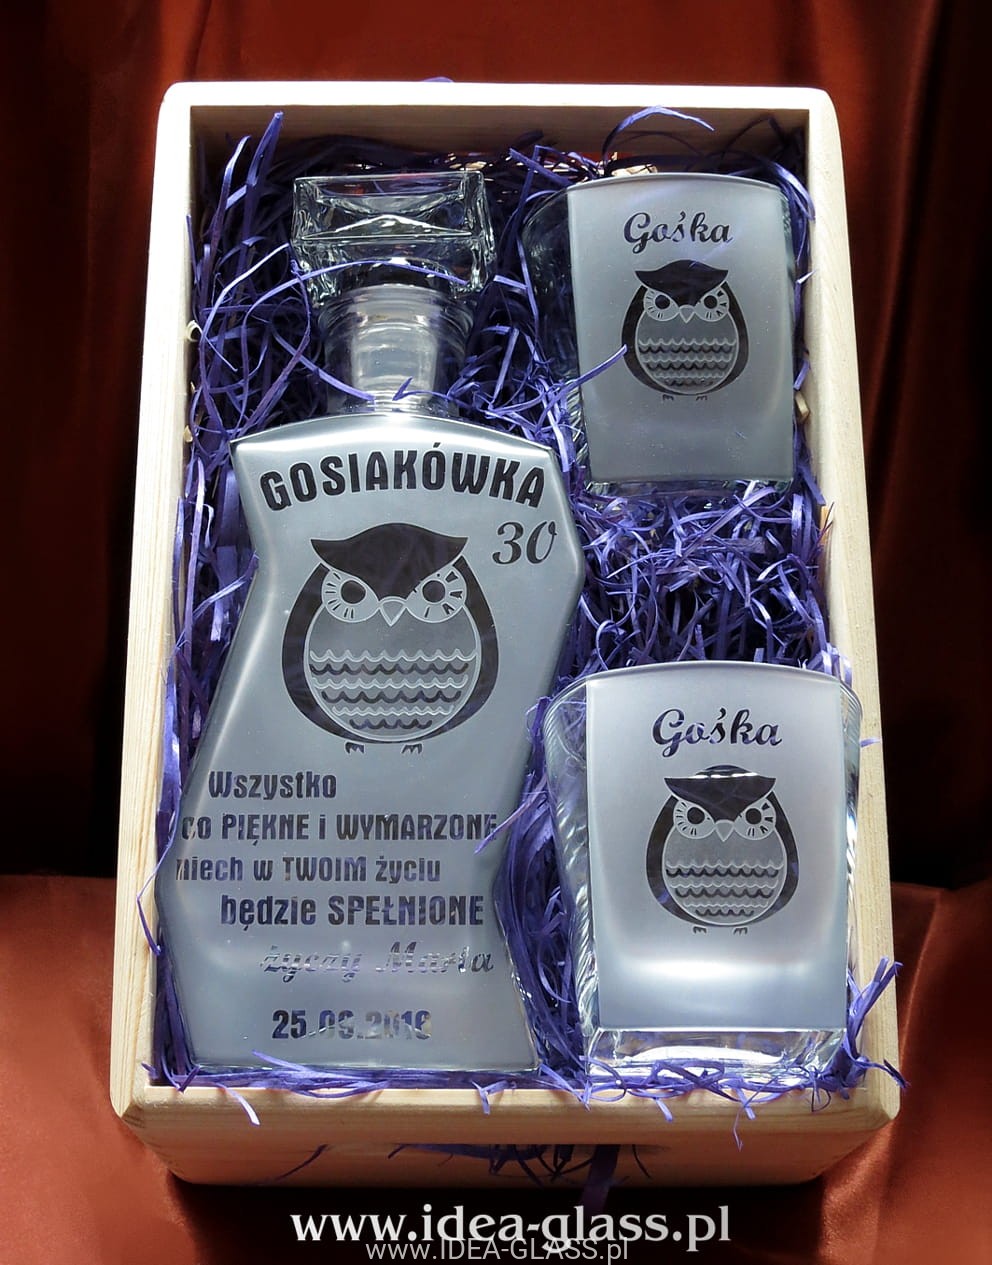 Gośka
GOSIAKÓWKA
30
Wszystko
co PIĘKNE i WYMARZONE
niech w TWOIM życiu
będzie SPEŁNIONE
życzy Marta
Gośka
www.idea-glass.pl
www.IDEA-GLASS.pl